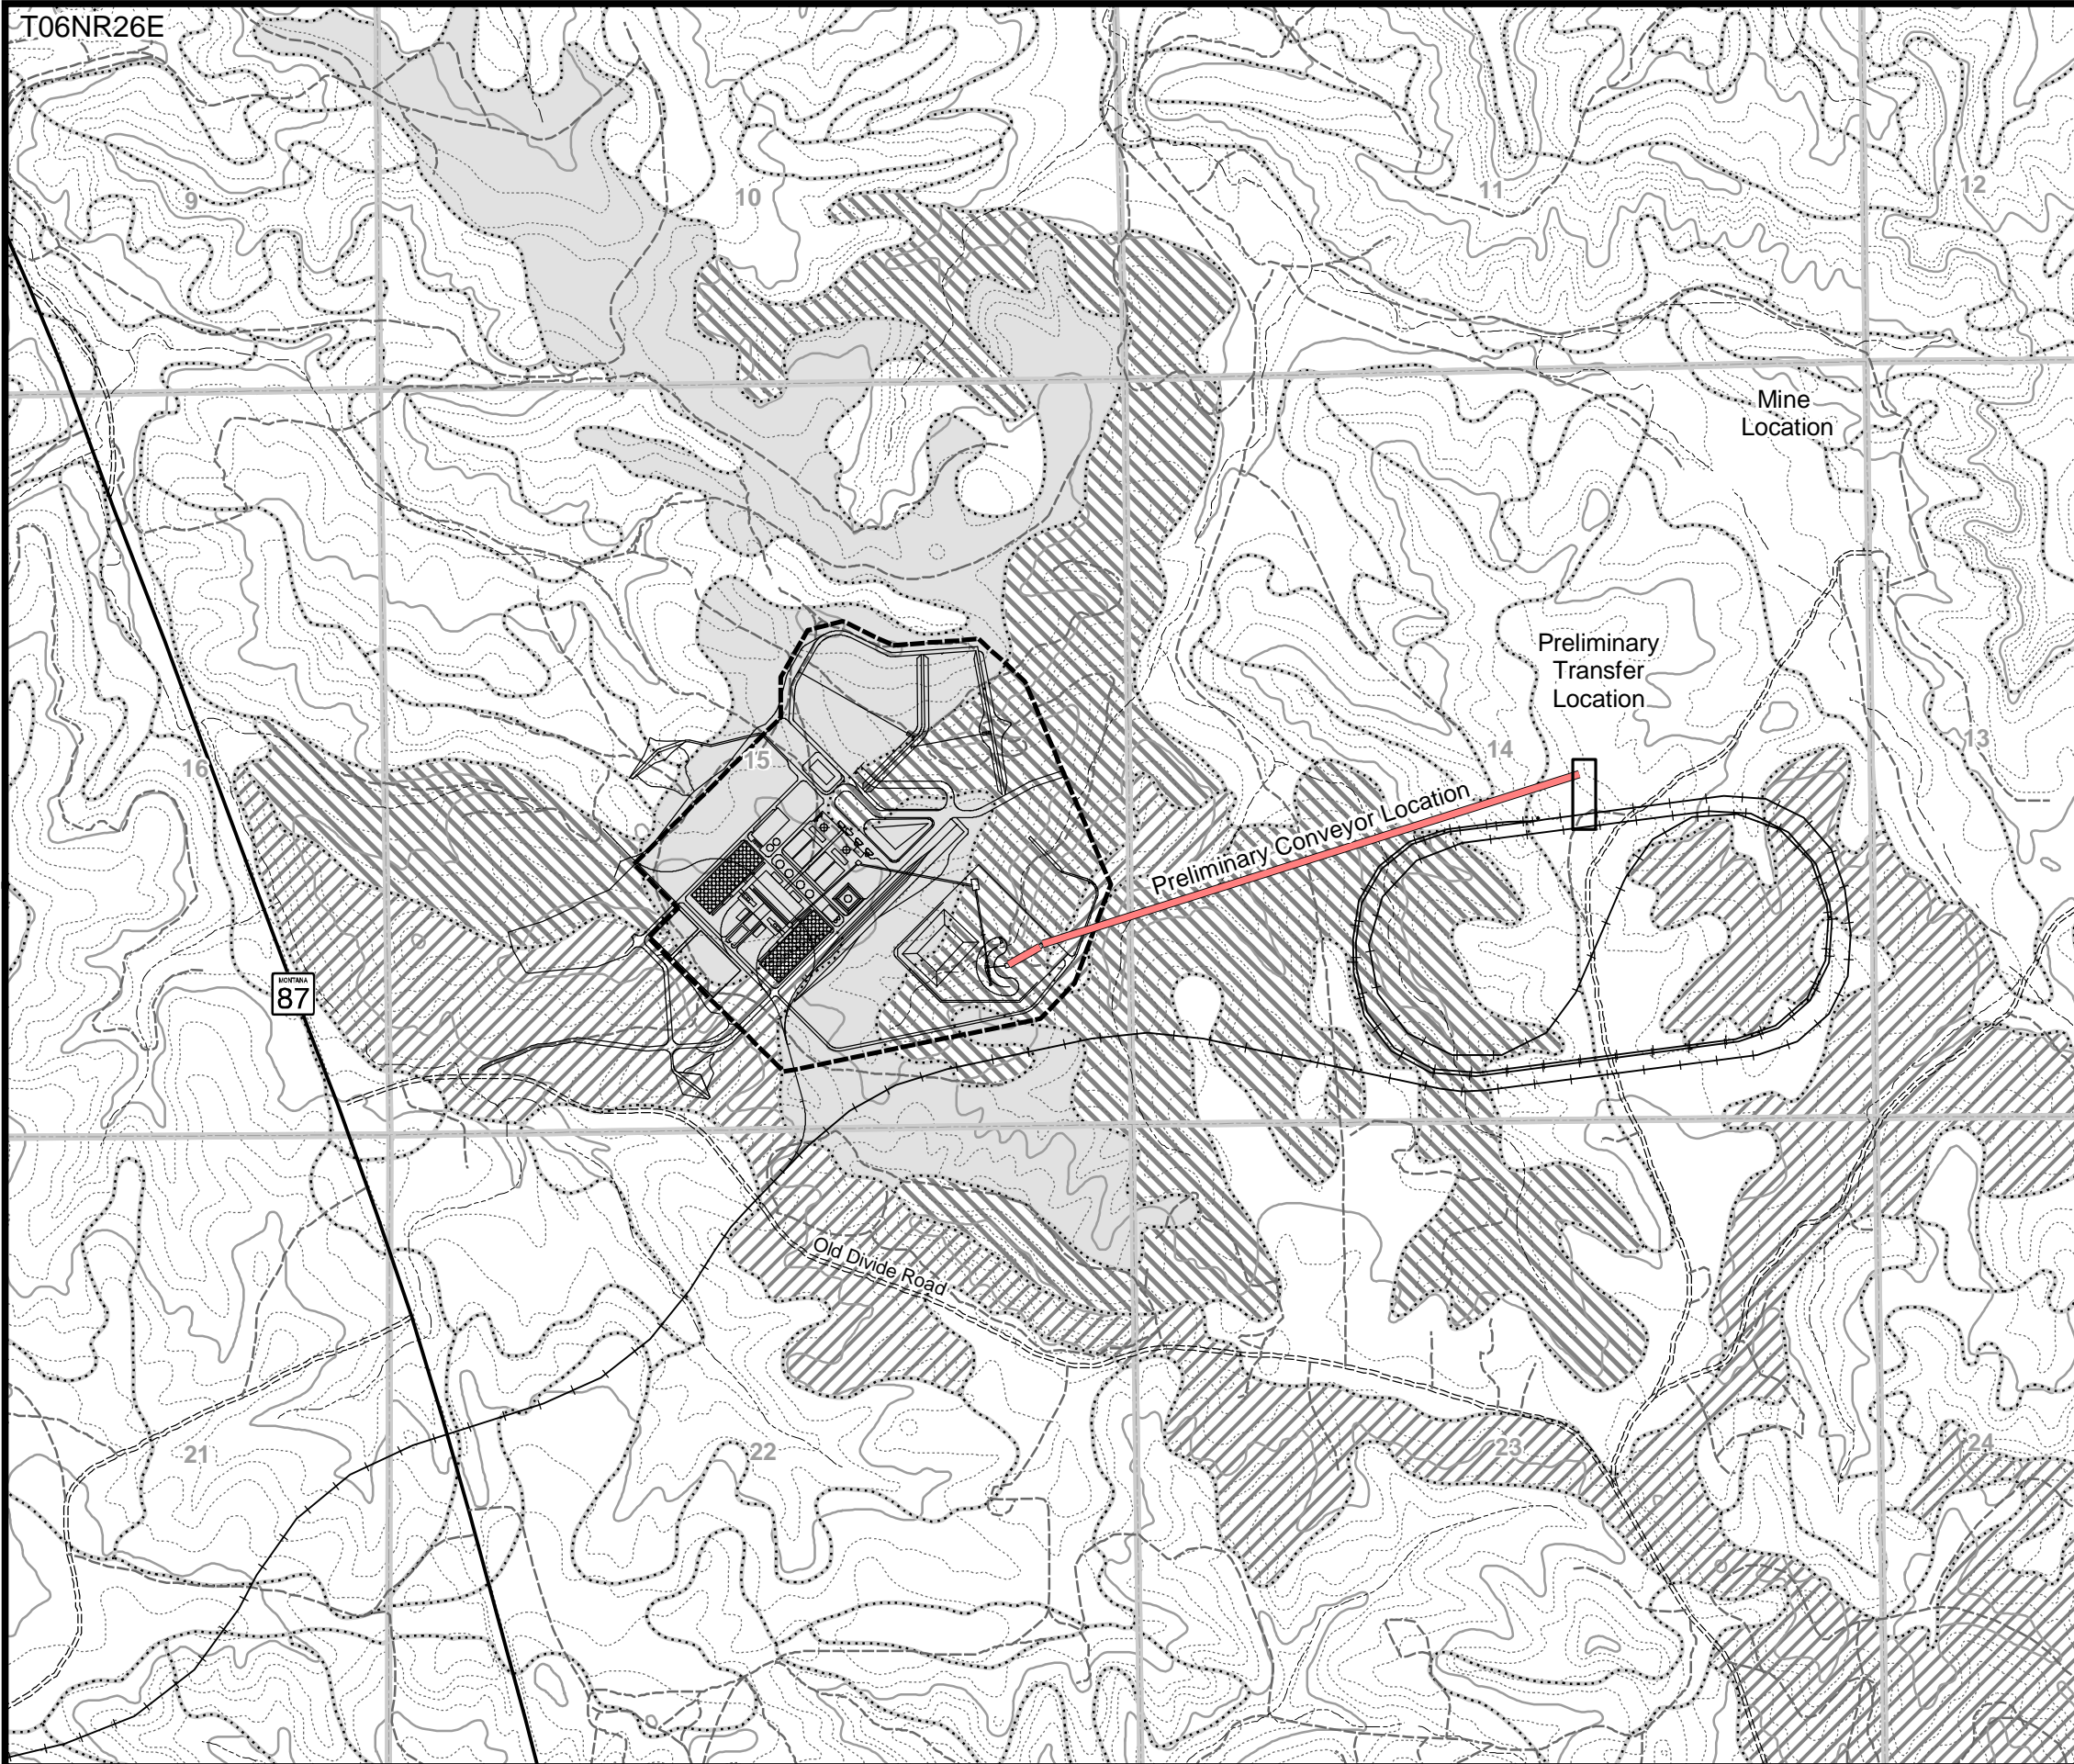 T06NR26E
9
10
11
12
Mine
Location
Preliminary
Transfer
Location
16
15
14
13
Preliminary Conveyor Location
MONTANA
87
Old Divide Road
21
22
23
24